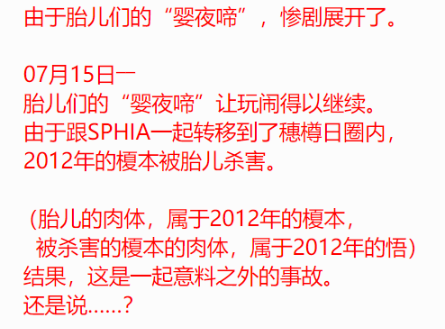 由于胎儿们的“婴夜啼”，惨剧展开了。
07月15日一
胎儿们的“婴夜啼”让玩闹得以继续。
由于跟SPHIA一起转移到了穗樽日圈内，
2012年的榎本被胎儿杀害。
（胎儿的肉体，属于2012年的榎本，
被杀害的榎本的肉体，属于2012年的悟）
结果，这是一起意料之外的事故。
还是说……？